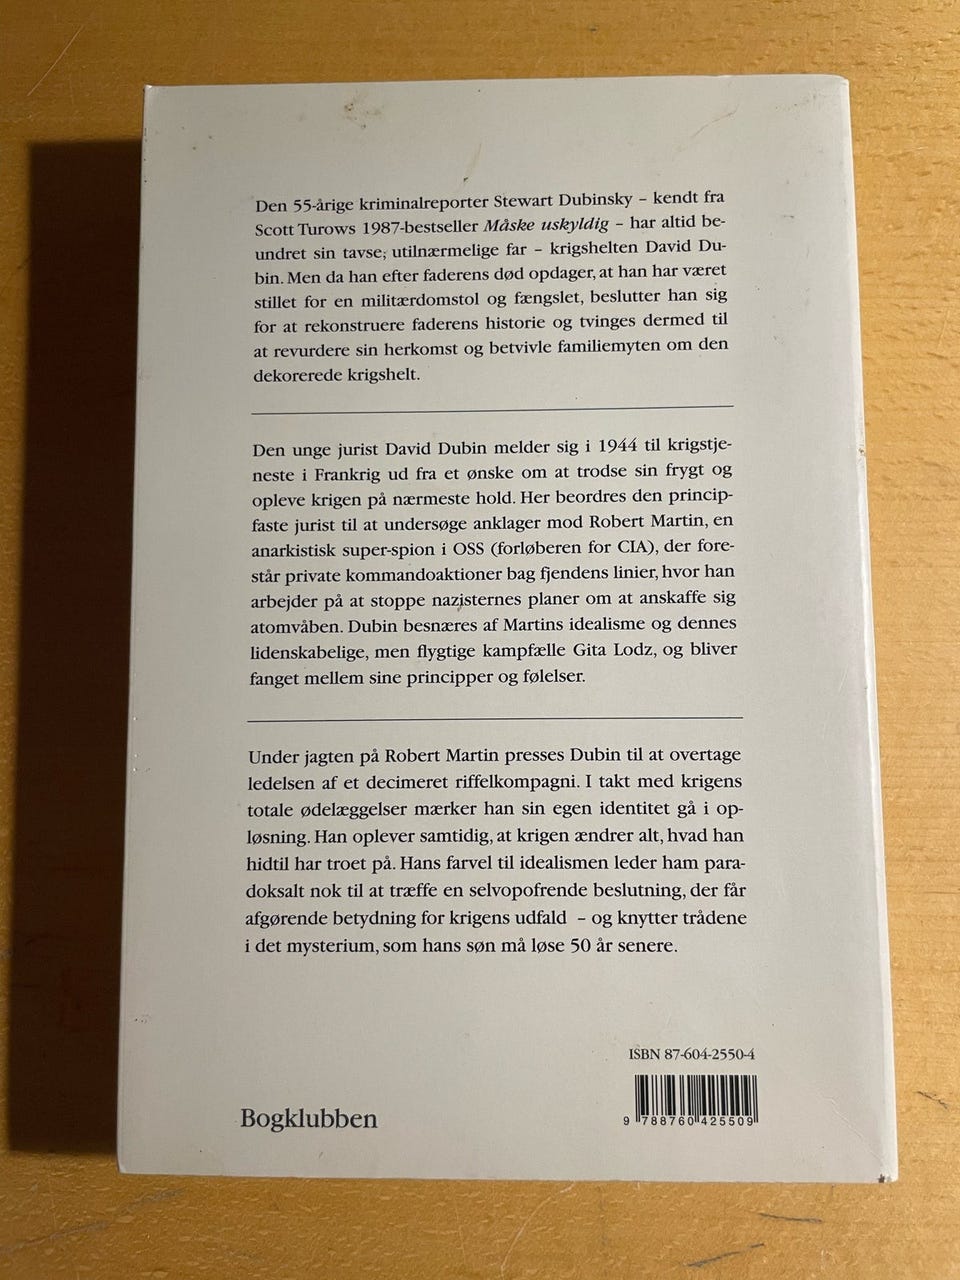 Den 55-årige kriminalreporter Stewart Dubinsky – kendt fra
Scott Turows 1987-bestseller Måske uskyldig – har altid be-
undret sin tavse, utilnærmelige far – krigshelten David Du-
bin. Men da han efter faderens død opdager, at han har været
stillet for en militærdomstol og fængslet, beslutter han sig
for at rekonstruere faderens historie og tvinges dermed til
at revurdere sin herkomst og betvivle familiemyten om den
dekorerede krigshelt.
Den unge jurist David Dubin melder sig i 1944 til krigstje-
neste i Frankrig ud fra et ønske om at trodse sin frygt og
opleve krigen på nærmeste hold. Her beordres den princip-
faste jurist til at undersøge anklager mod Robert Martin, en
anarkistisk super-spion i OSS (forløberen for CIA), der fore-
står private kommandoaktioner bag fjendens linier, hvor han
arbejder på at stoppe nazisternes planer om at anskaffe sig
atomvåben. Dubin besnæres af Martins idealisme og dennes
lidenskabelige, men flygtige kampfælle Gita Lodz, og bliver
fanget mellem sine principper og følelser.
Under jagten på Robert Martin presses Dubin til at overtage
ledelsen af et decimeret riffelkompagni. I takt med krigens
totale ødelæggelser mærker han sin egen identitet gå i op-
løsning. Han oplever samtidig, at krigen ændrer alt, hvad han
hidtil har troet på. Hans farvel til idealismen leder ham para-
doksalt nok til at træffe en selvopofrende beslutning, der får
afgørende betydning for krigens udfald – og knytter trådene
i det mysterium, som hans søn må løse 50 år senere.
ISBN 87-604-2550-4
9 788760 425509
Bogklubben